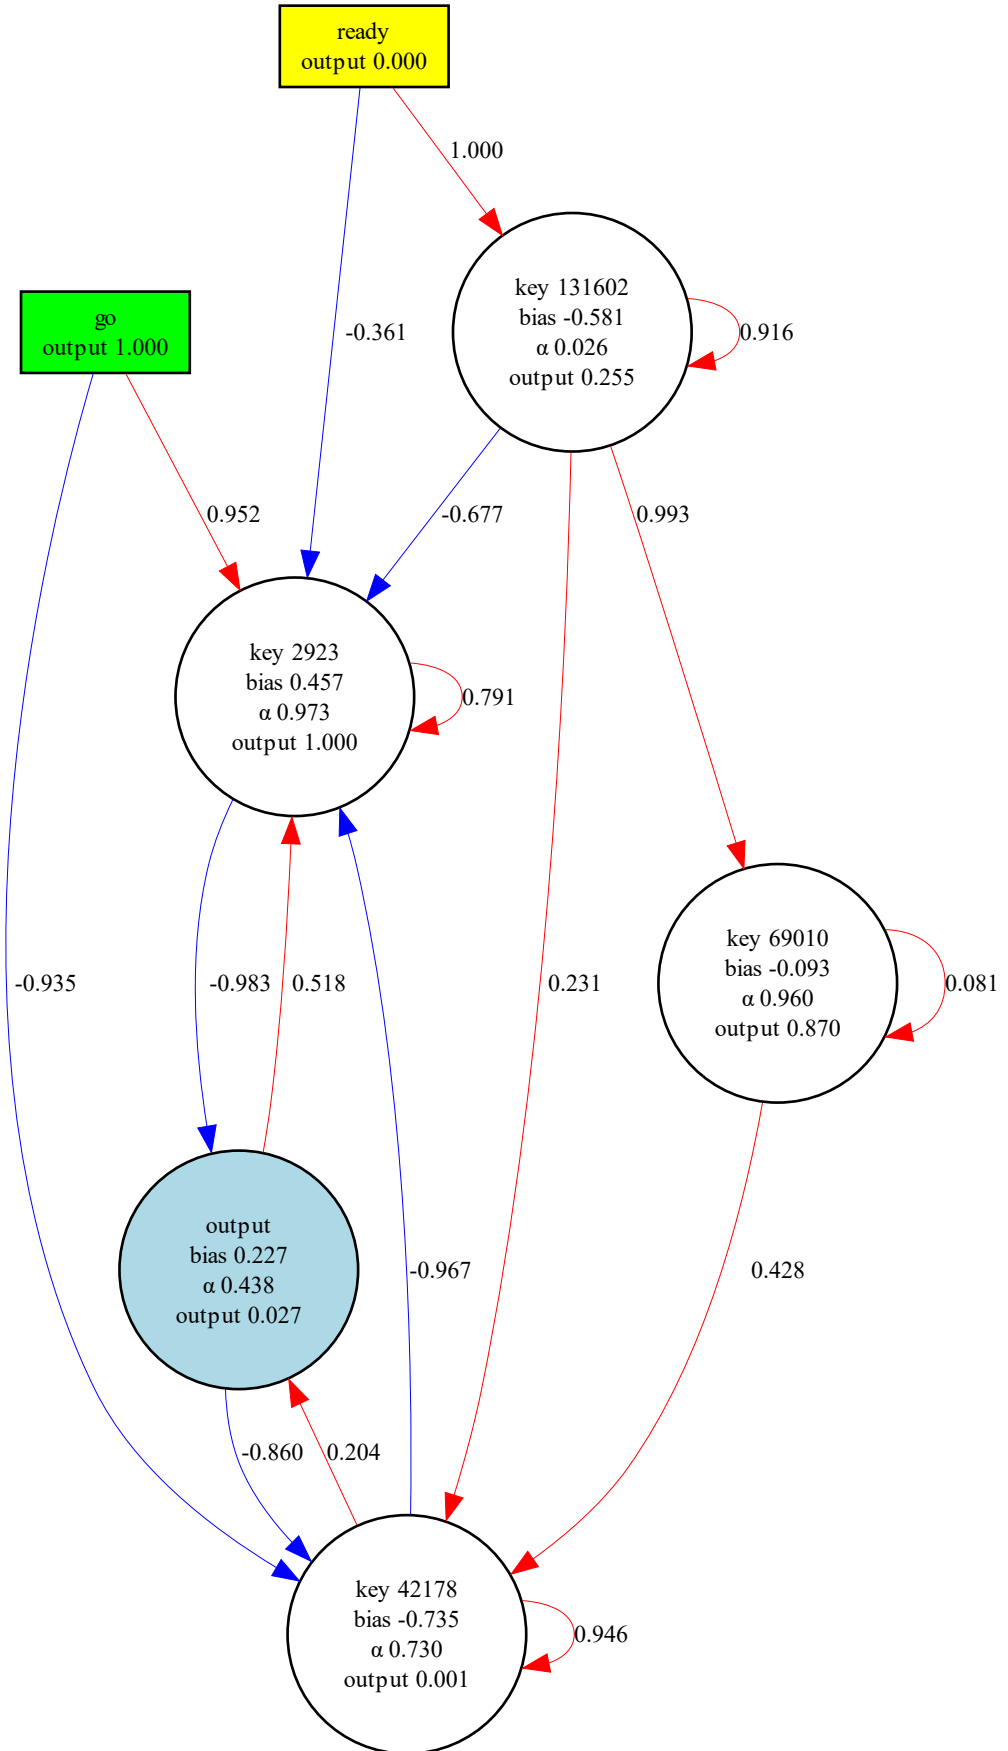 ready
output 0.000
1.000
key 131602
bias -0.581
α 0.026
output 0.255
0.916
go
output 1.000
-0.361
0.952
-0.677
0.993
key 2923
bias 0.457
α 0.973
output 1.000
0.791
key 69010
bias -0.093
α 0.960
output 0.870
0.081
-0.935
-0.983
0.518
0.231
output
bias 0.227
α 0.438
output 0.027
-0.967
0.428
-0.860
0.204
key 42178
bias -0.735
α 0.730
output 0.001
0.946